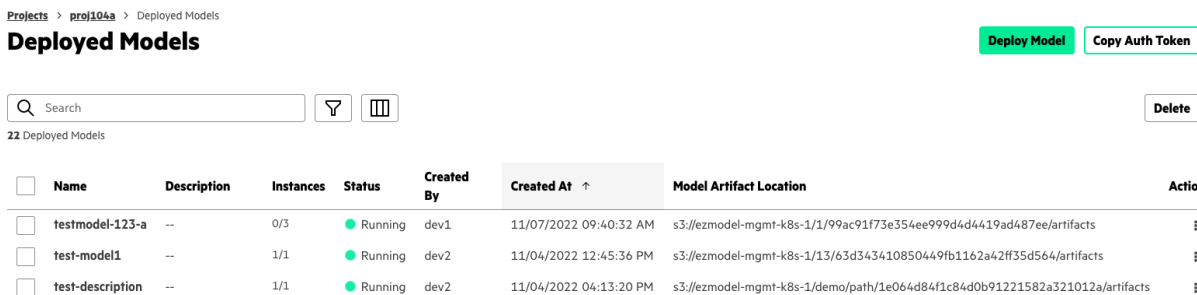 Projects > proj104a > Deployed Models
Deployed Models
Deploy Model
Copy Auth Token
Search
Delete
22 Deployed Models
Name Description Instances Status Created By Created At ↑ Model Artifact Location Actio
testmodel-123-a -- 0/3 Running dev1 11/07/2022 09:40:32 AM s3://ezmodel-mgmt-k8s-1/1/99ac91f73e354ee999d4d4419ad487ee/artifacts
test-model1 -- 1/1 Running dev2 11/04/2022 12:45:36 PM s3://ezmodel-mgmt-k8s-1/13/63d343410850449fb1162a42ff35d564/artifacts
test-description -- 1/1 Running dev2 11/04/2022 04:13:20 PM s3://ezmodel-mgmt-k8s-1/demo/path/1e064d84f1c84d0b91221582a321012a/artifacts